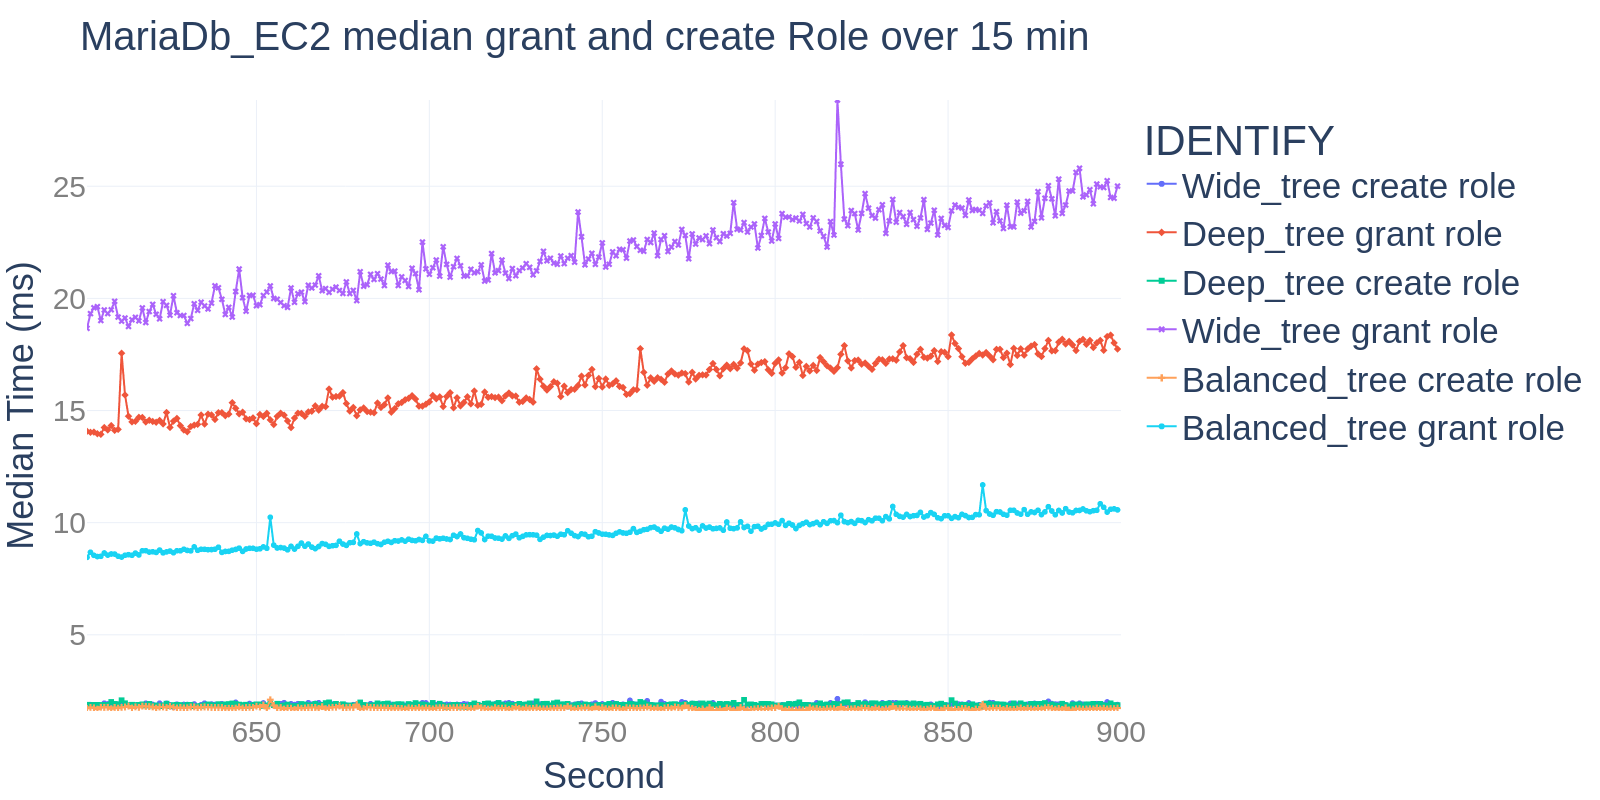 MariaDb_EC2 median grant and create Role over 15 min
IDENTIFY
Wide_tree create role
Deep_tree grant role
Deep_tree create role
Wide_tree grant role
Balanced_tree create role
Balanced_tree grant role
Median Time (ms)
25
20
15
10
5
650
700
750
800
850
900
Second